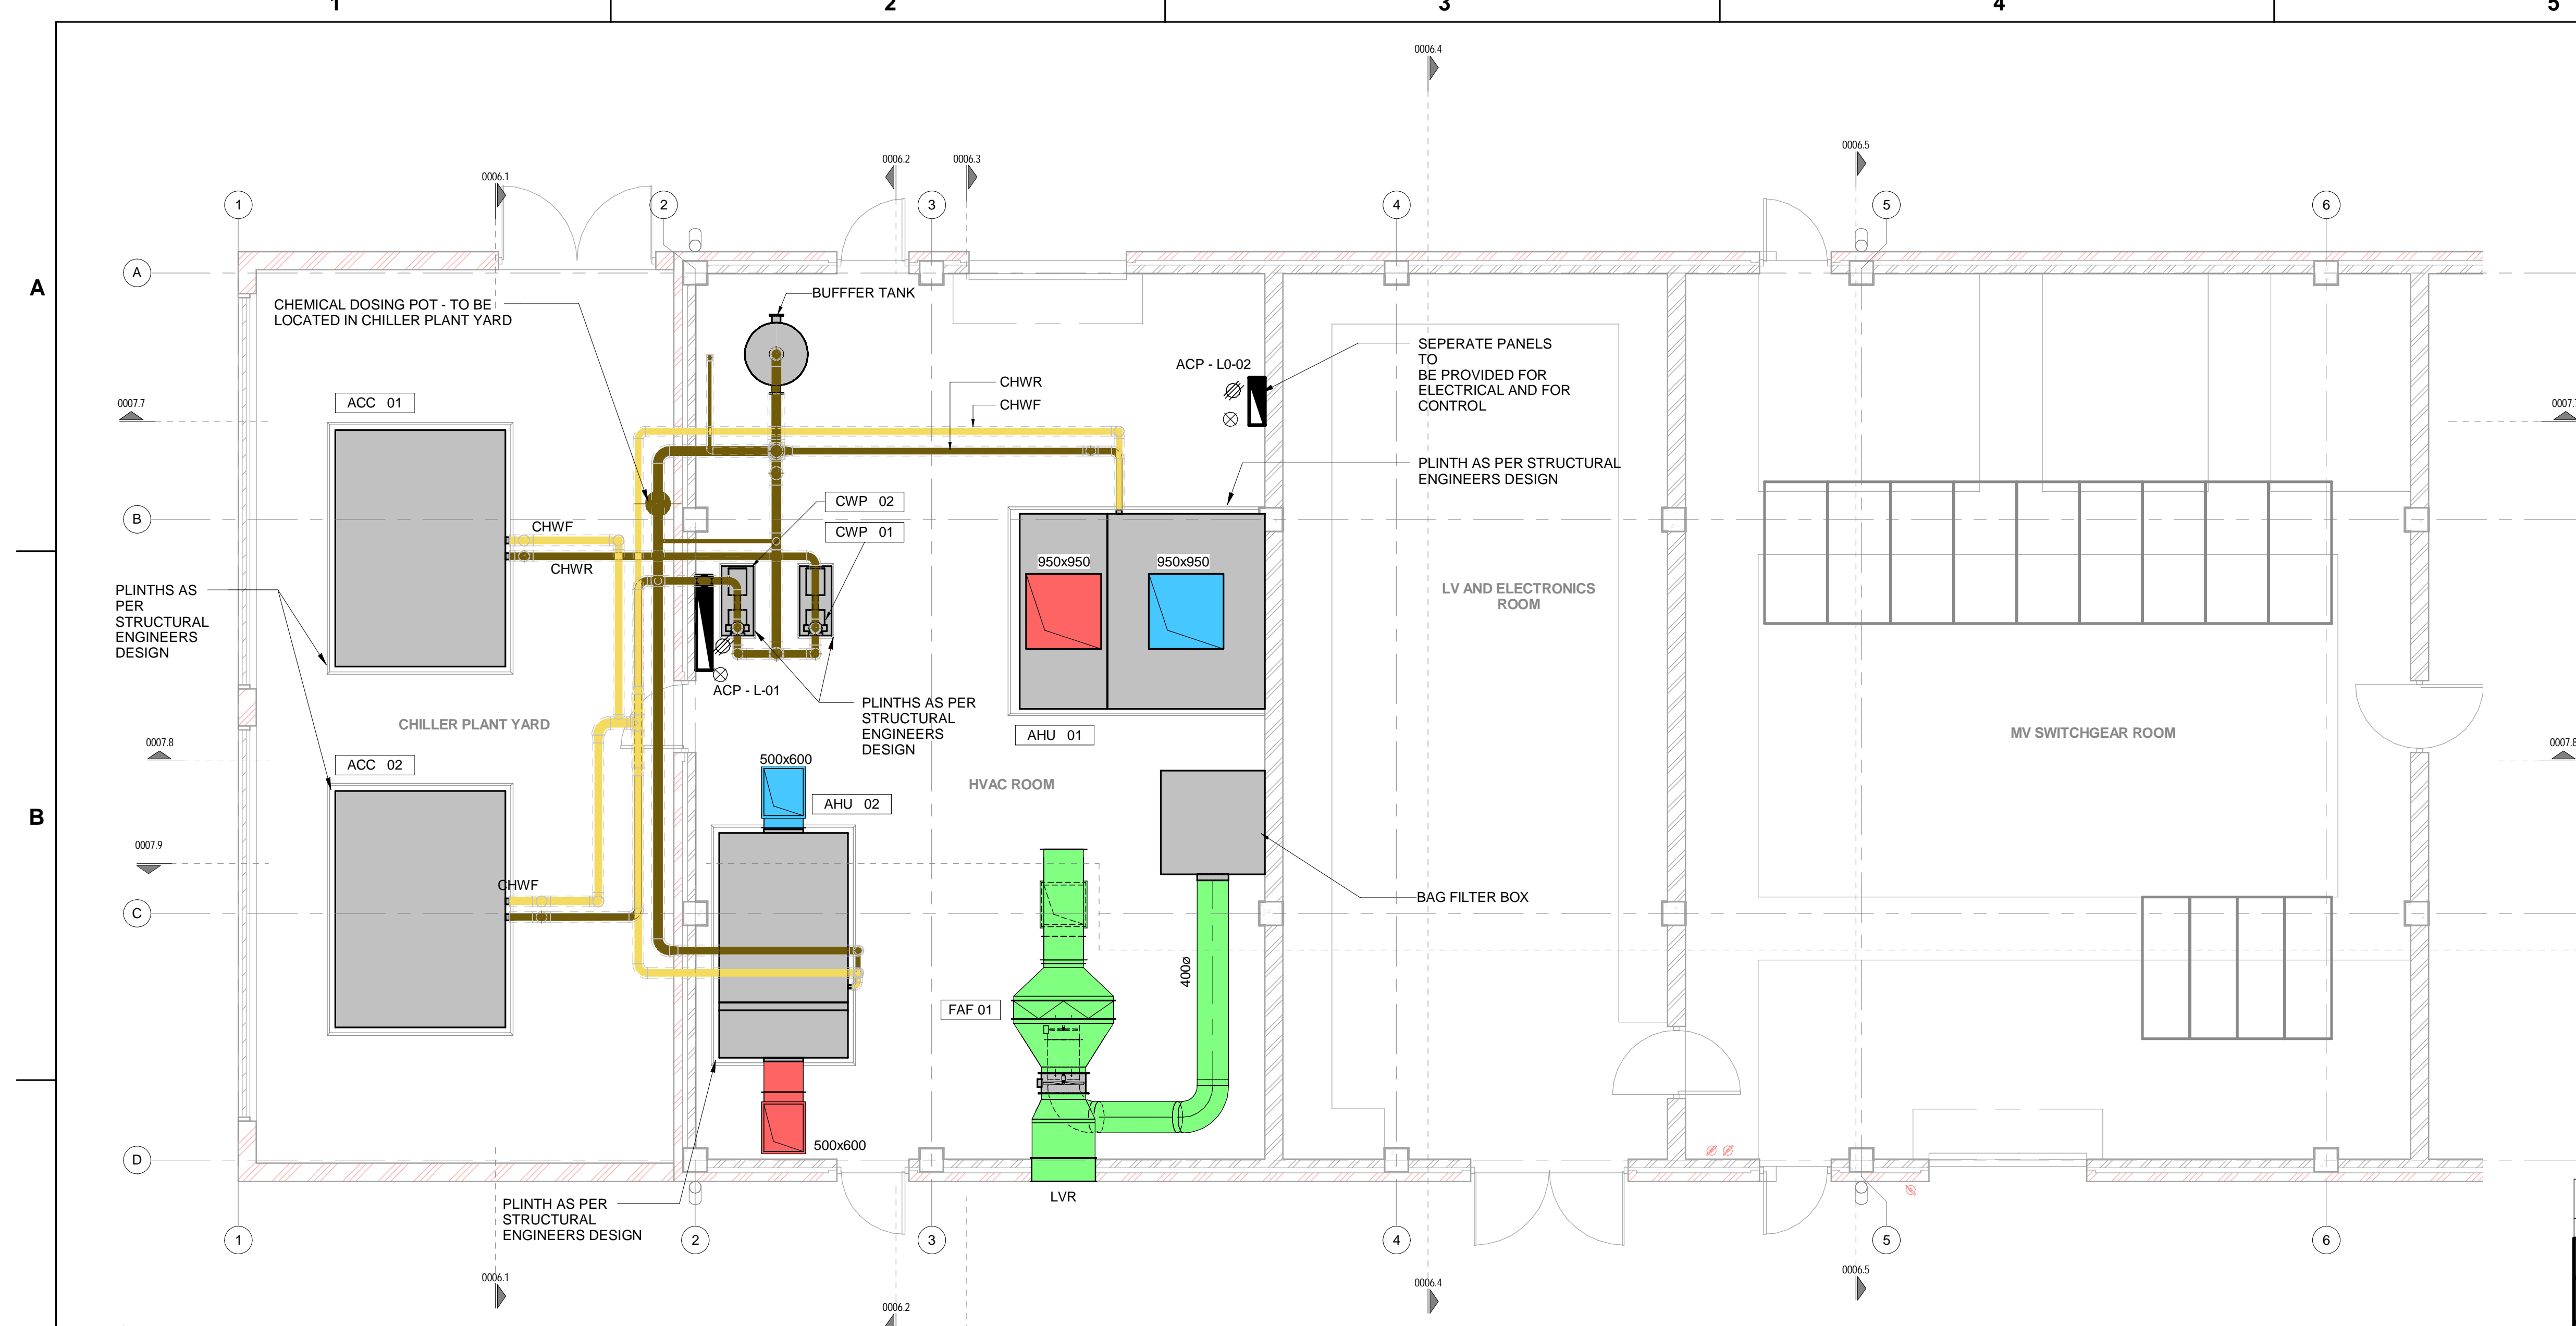 1 2 3 4 5
0006.4
0006.5
0006.2 0006.3
0006.1
1 2 3 4 5 6
A
A
BUFFFER TANK
CHEMICAL DOSING POT - TO BE
LOCATED IN CHILLER PLANT YARD
SEPERATE PANELS
TO
BE PROVIDED FOR
ELECTRICAL AND FOR
CONTROL
ACP - L0-02
CHWR
CHWF
ACC 01
0007.7
0007.7
PLINTH AS PER STRUCTURAL
ENGINEERS DESIGN
CWP 02
CWP 01
B
CHWF
CHWR
950x950 950x950
PLINTHS AS
PER
STRUCTURAL
ENGINEERS
DESIGN
LV AND ELECTRONICS
ROOM
ACP - L-01
PLINTHS AS PER
STRUCTURAL
ENGINEERS
DESIGN
CHILLER PLANT YARD
AHU 01
MV SWITCHGEAR ROOM
0007.8
0007.8
ACC 02
500x600
HVAC ROOM
AHU 02
B
0007.9
CHWF
BAG FILTER BOX
C
400ø
FAF 01
500x600
D
LVR
PLINTH AS PER
STRUCTURAL
ENGINEERS DESIGN
1 2 3 4 5 6
0006.1
0006.2
0006.4
0006.5